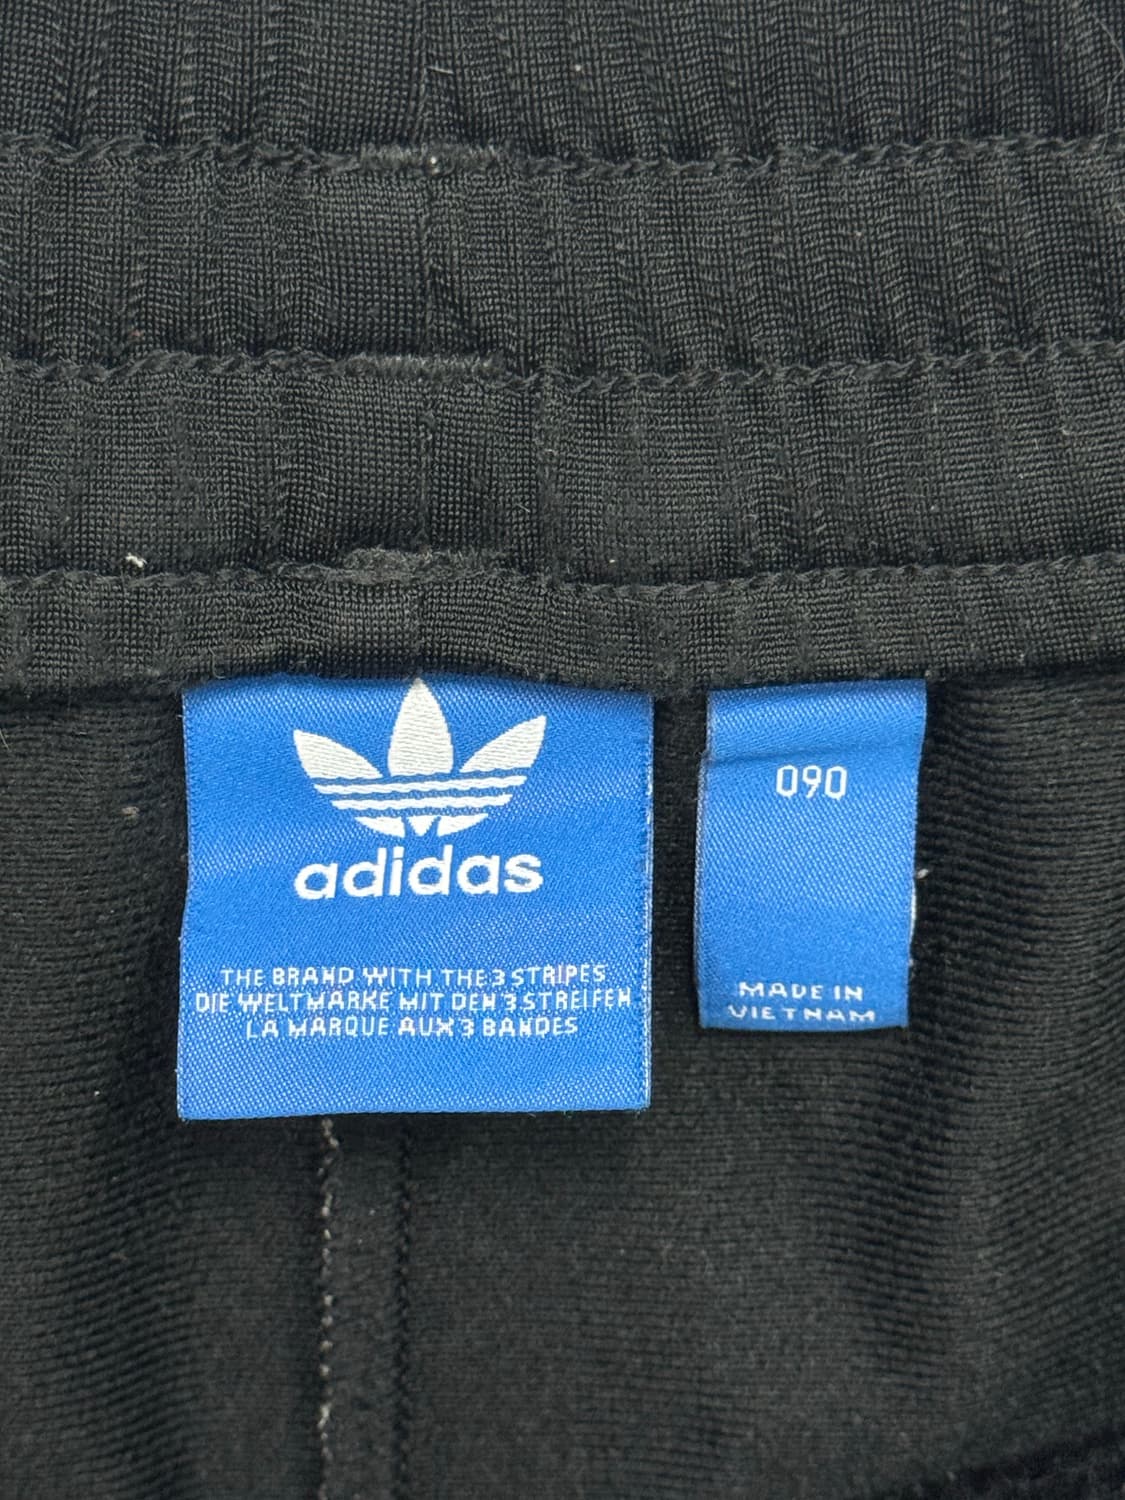 adidas
THE BRAND WITH THE 3 STRIPES
DIE WELTMARKE MIT DEN 3 STREIFEN
LA MARQUE AUX 3 BANDES
090
MADE IN
VIETNAM